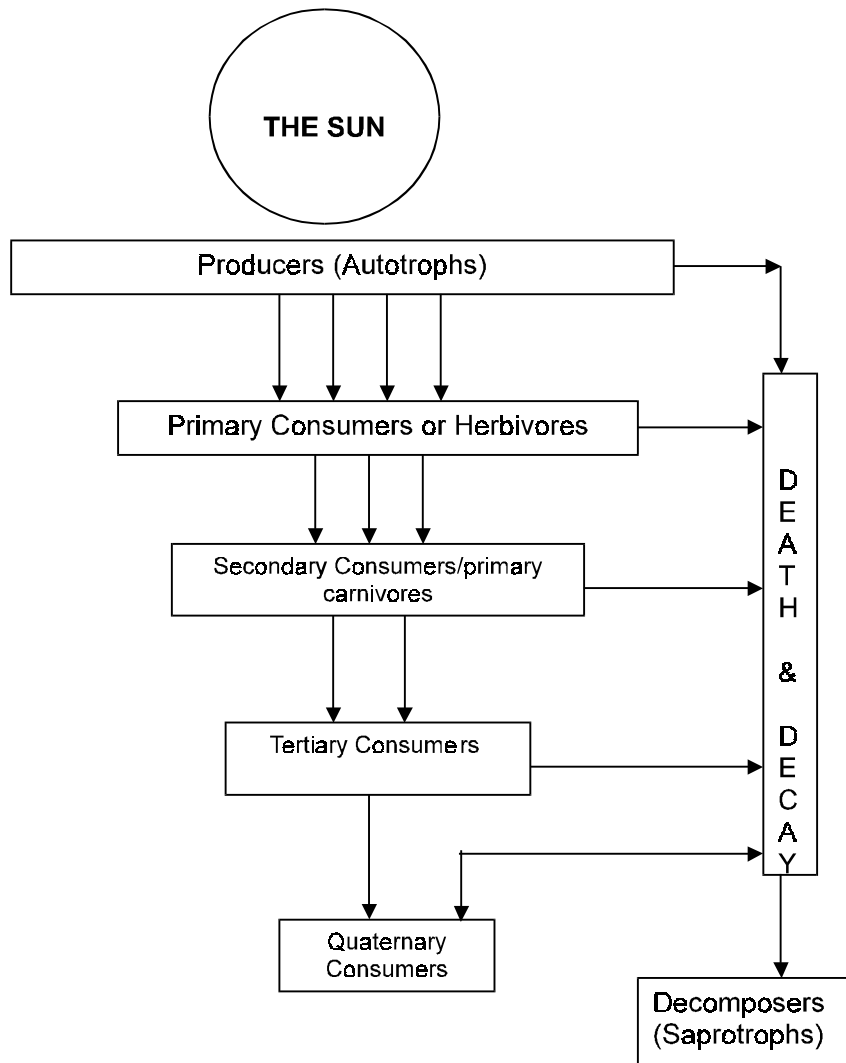 THE SUN
Producers (Autotrophs)
Primary Consumers or Herbivores
Secondary Consumers/primary
carnivores
Tertiary Consumers
Quaternary
Consumers
D
E
A
T
H
&
D
E
C
A
Y
Decomposers
(Saprotrophs)